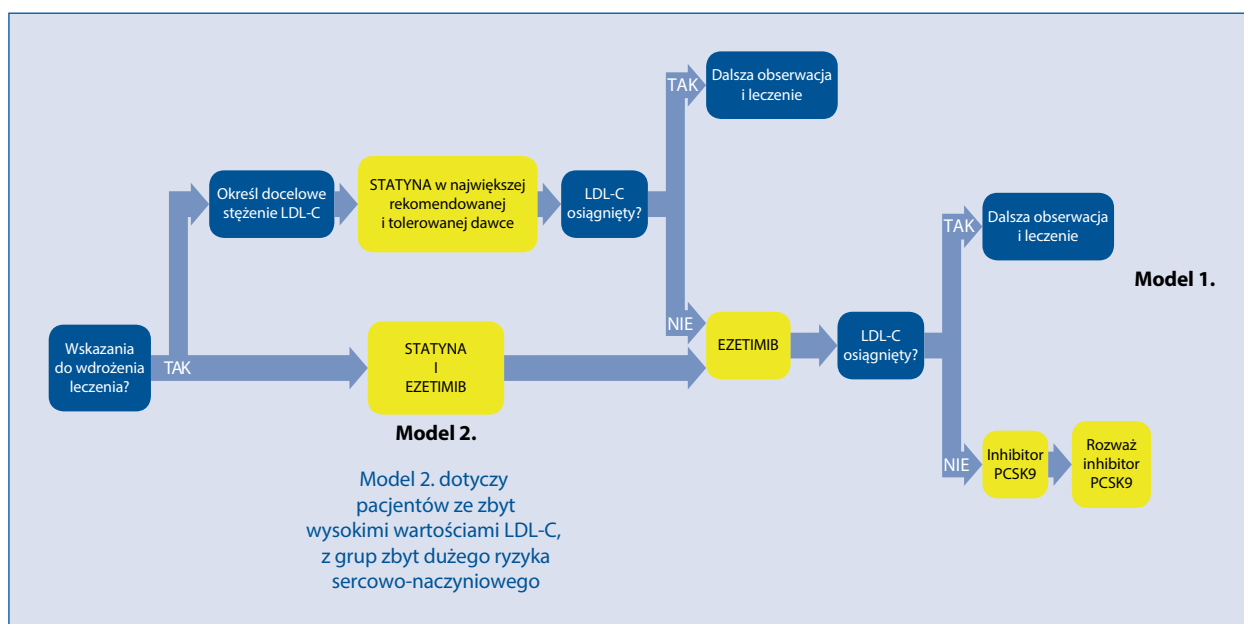 Wskazania
do wdrożenia
leczenia?
TAK
Określ docelowe
stężenie LDL-C
STATYNA w największej
rekomendowanej
i tolerowanej dawce
LDL-C
osiągnięty?
TAK
Dalsza obserwacja
i leczenie
NIE
STATYNA
I
EZETIMIB
Model 2.
Model 2. dotyczy
pacjentów ze zbyt
wysokimi wartościami LDL-C,
z grup zbyt dużego ryzyka
sercowo-naczyniowego
EZETIMIB
LDL-C
osiągnięty?
TAK
Dalsza obserwacja
i leczenie
Model 1.
NIE
Inhibitor
PCSK9
Rozważ
inhibitor
PCSK9